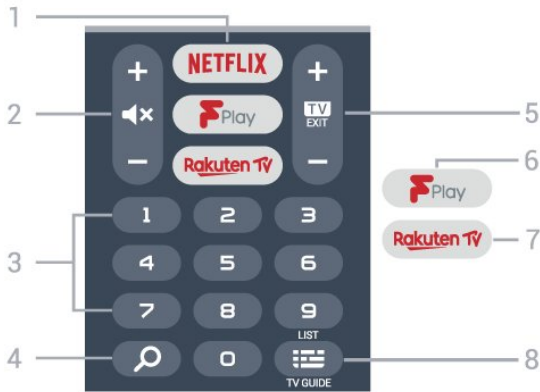 1
NETFLIX
+
+
2
TV
EXIT
5
F Play
-
-
Rakuten TV
6
F Play
1
2
3
Rakuten TV
7
3
4
5
6
7
8
9
LIST
4
0
8
TV GUIDE